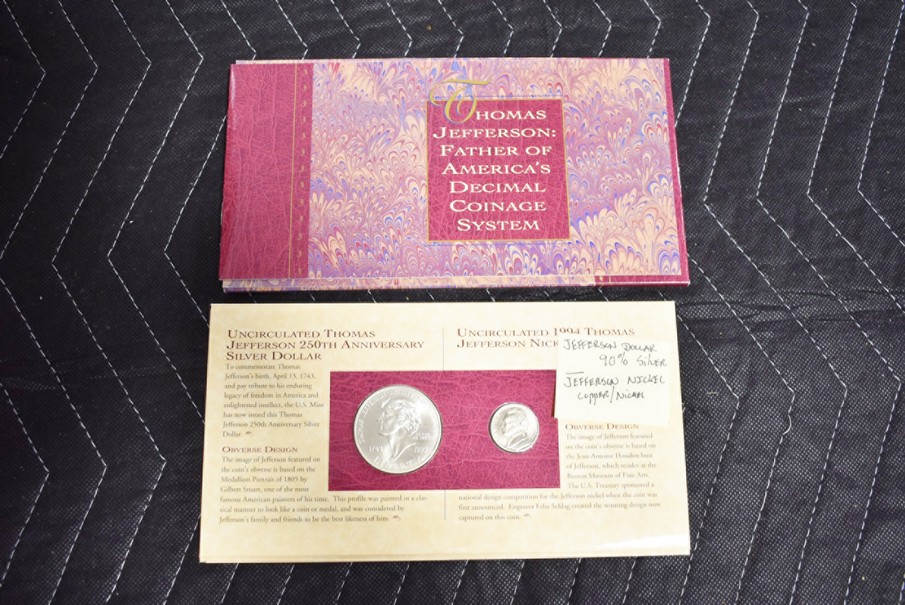 THOMAS
JEFFERSON:
FATHER OF
AMERICA'S
DECIMAL
COINAGE
SYSTEM
UNCIRCULATED THOMAS
JEFFERSON 250TH ANNIVERSARY
SILVER DOLLAR
To commemorate Thomas
Jefferson's birth, April 13, 1743,
and pay tribute to his enduring
legacy of freedom in America and
enlightened intellect, the U.S. Mint
has now issued this Thomas
Jefferson 250th Anniversary Silver
Dollar.
OBVERSE DESIGN
The image of Jefferson featured on
the coin's obverse is based on the
Medallion Portrait of 1805 by
Gilbert Stuart, one of the most
famous American painters of his time. This profile was painted in a clas-
sical manner to look like a coin or medal, and was considered by
Jefferson's family and friends to be the best likeness of him.
UNCIRCULATED 1994 THOMAS
JEFFERSON NICK
JEFFERSON DOLLAR
90% SILVER
JEFFERSON NICKEL
COPPER/NICKEL
OBVERSE DESIGN
The image of Jefferson featured
on the coin's obverse is based on
the Jean-Antoine Houdon bust
of Jefferson, which resides at the
Boston Museum of Fine Arts.
The U.S. Treasury sponsored a
national design competition for the Jefferson nickel when the coin was
first announced. Engraver Felix Schlag created the winning design now
captured on this coin.